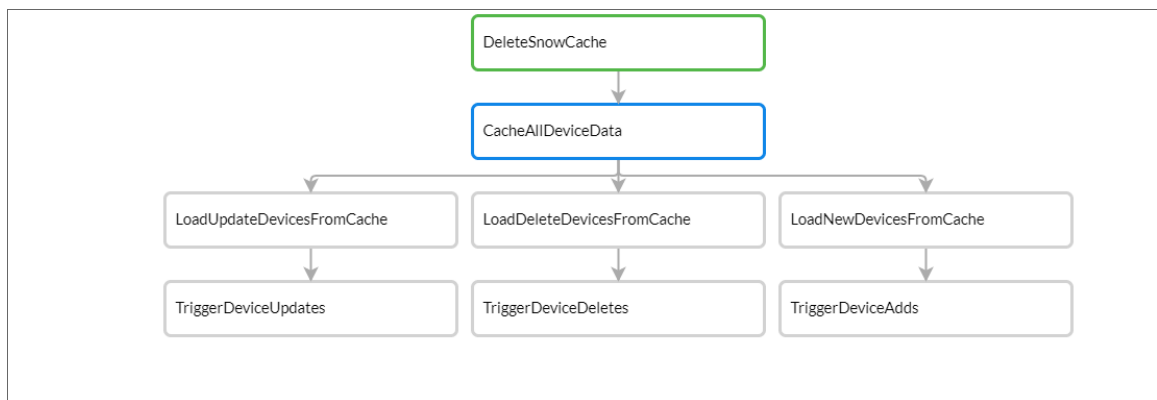 DeleteSnowCache
CacheAllDeviceData
LoadUpdateDevicesFromCache
LoadDeleteDevicesFromCache
LoadNewDevicesFromCache
TriggerDeviceUpdates
TriggerDeviceDeletes
TriggerDeviceAdds